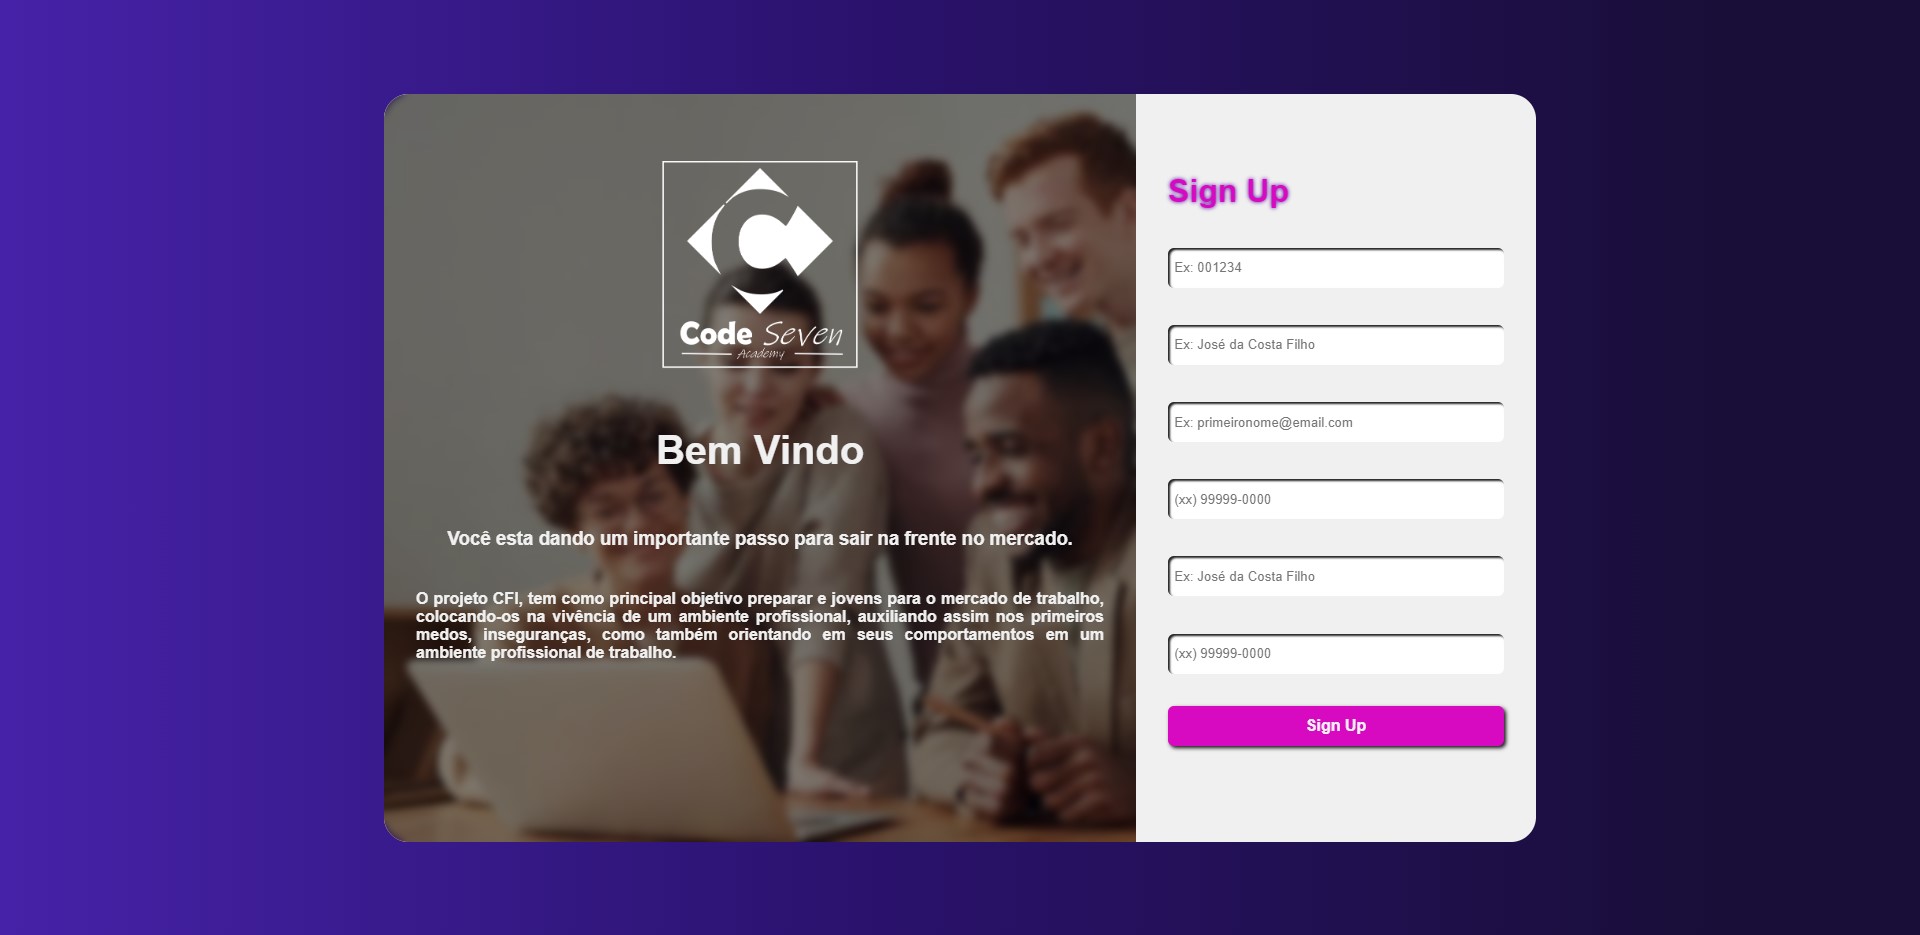 Code Seven
Academy
Bem Vindo
Você esta dando um importante passo para sair na frente no mercado.
O projeto CFI, tem como principal objetivo preparar e jovens para o mercado de trabalho,
colocando-os na vivência de um ambiente profissional, auxiliando assim nos primeiros
medos, inseguranças, como também orientando em seus comportamentos em um
ambiente profissional de trabalho.
Sign Up
Ex: 001234
Ex: José da Costa Filho
Ex: primeironome@email.com
(xx) 99999-0000
Ex: José da Costa Filho
(xx) 99999-0000
Sign Up